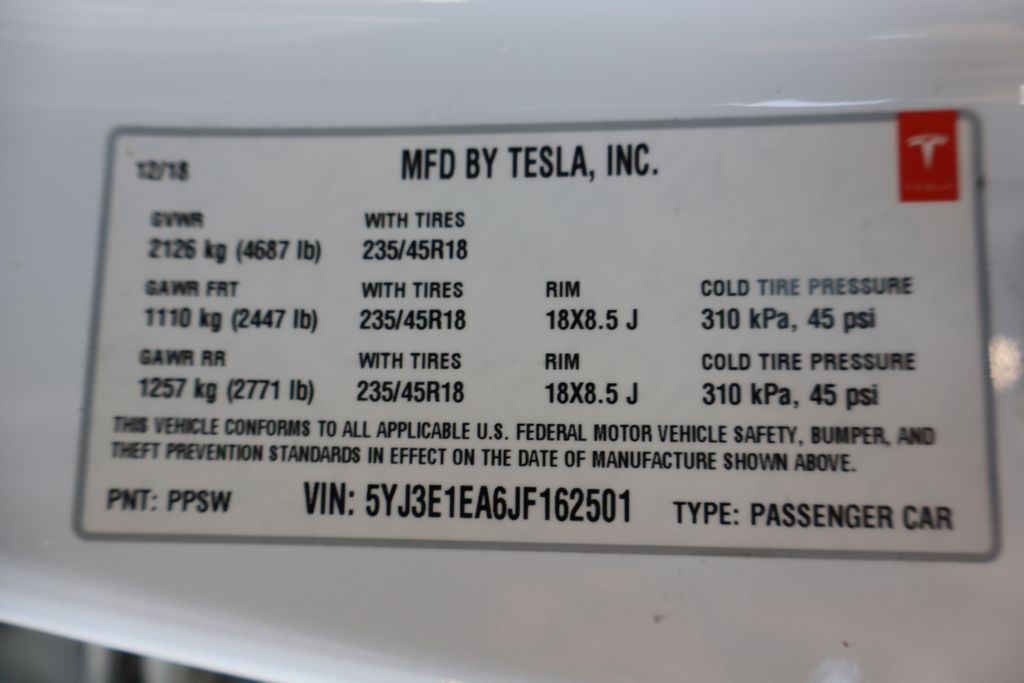 12/18 MFD BY TESLA, INC.
TESLA
GVWR WITH TIRES
2126 kg (4687 lb) 235/45R18
GAWR FRT WITH TIRES RIM COLD TIRE PRESSURE
1110 kg (2447 lb) 235/45R18 18X8.5 J 310 kPa, 45 psi
GAWR RR WITH TIRES RIM COLD TIRE PRESSURE
1257 kg (2771 lb) 235/45R18 18X8.5 J 310 kPa, 45 psi
THIS VEHICLE CONFORMS TO ALL APPLICABLE U.S. FEDERAL MOTOR VEHICLE SAFETY, BUMPER, AND
THEFT PREVENTION STANDARDS IN EFFECT ON THE DATE OF MANUFACTURE SHOWN ABOVE.
PNT: PPSW VIN: 5YJ3E1EA6JF162501 TYPE: PASSENGER CAR